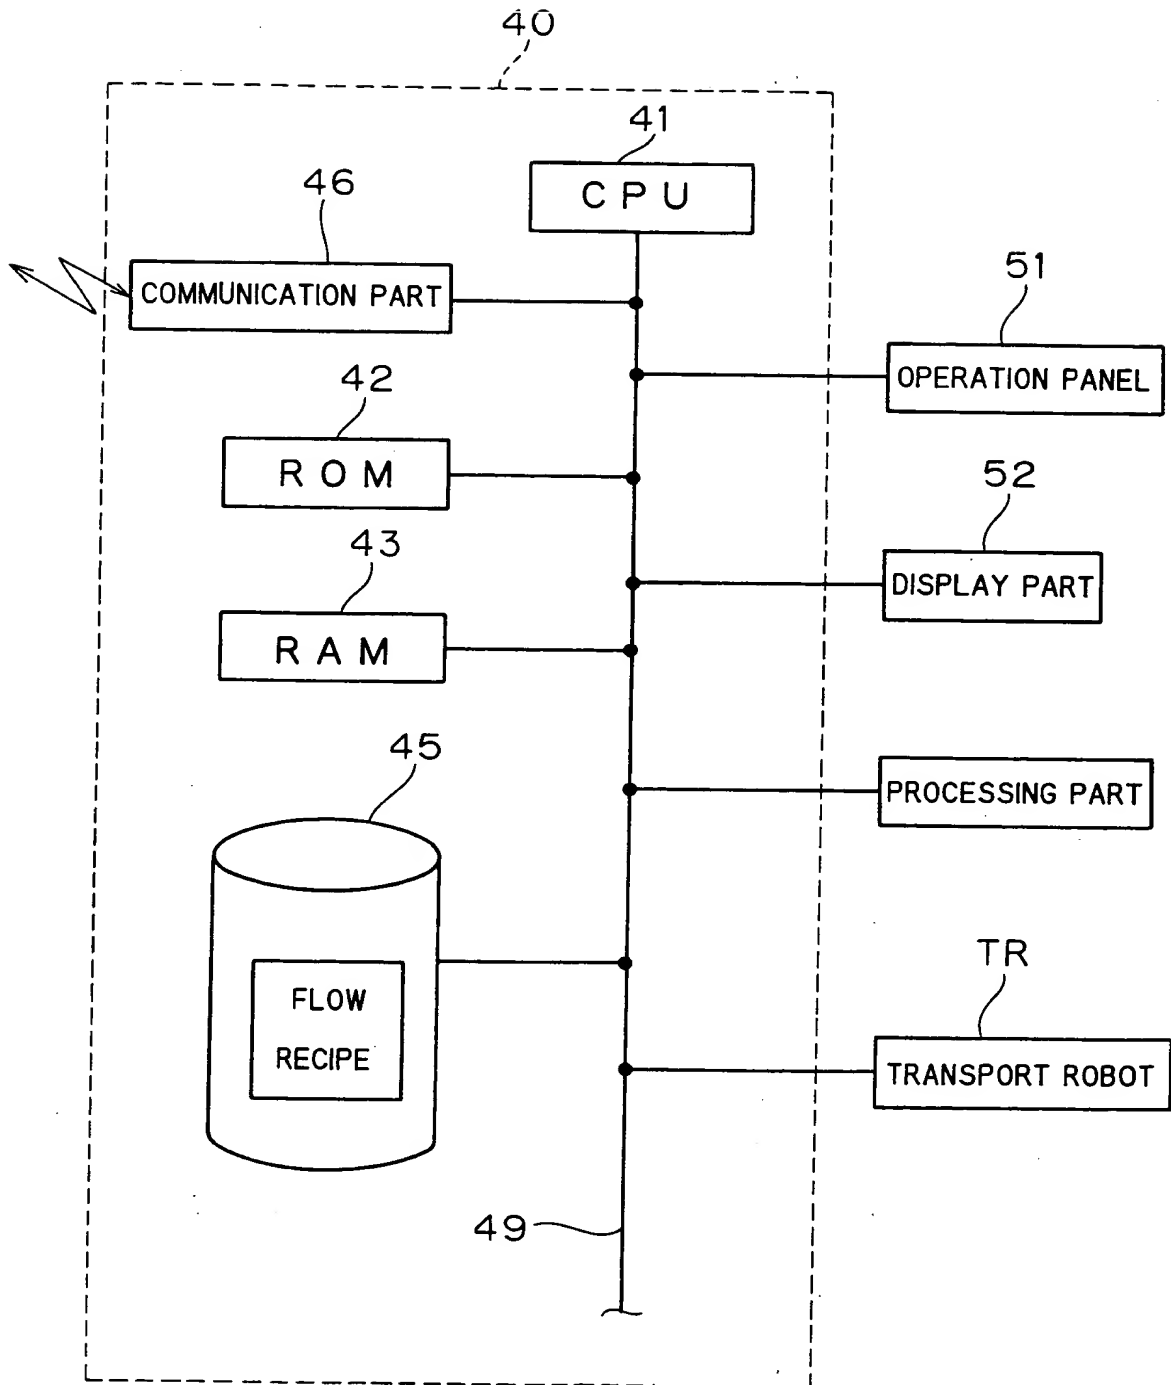 40
41
CPU
46
COMMUNICATION PART
51
OPERATION PANEL
42
ROM
52
DISPLAY PART
43
RAM
45
PROCESSING PART
FLOW
RECIPE
TR
TRANSPORT ROBOT
49